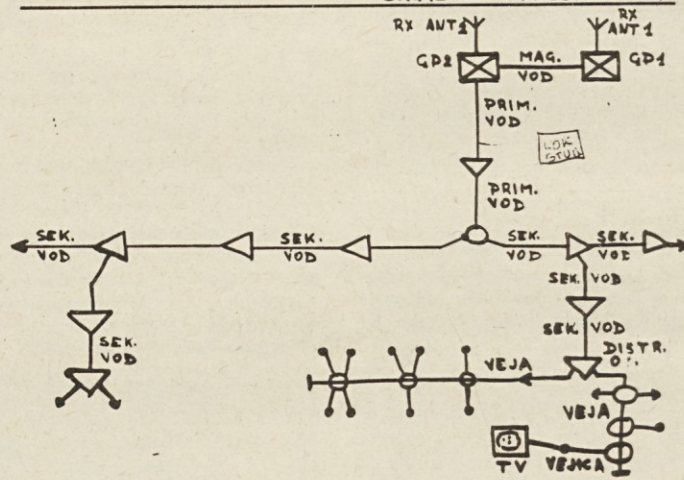 RX ANT1
RX
ANT1
GP2
MAG.
VOD
GP1
PRIM.
VOD
LOK
STUD
PRIM.
VOD
SEK.
VOD
SEK.
VOD
SEK.
VOD
SEK.
VOD
SEK. VOD
SEK.
VOD
SEK. VOD
DISTR.
VEJA
VEJA
TV
VEJICA